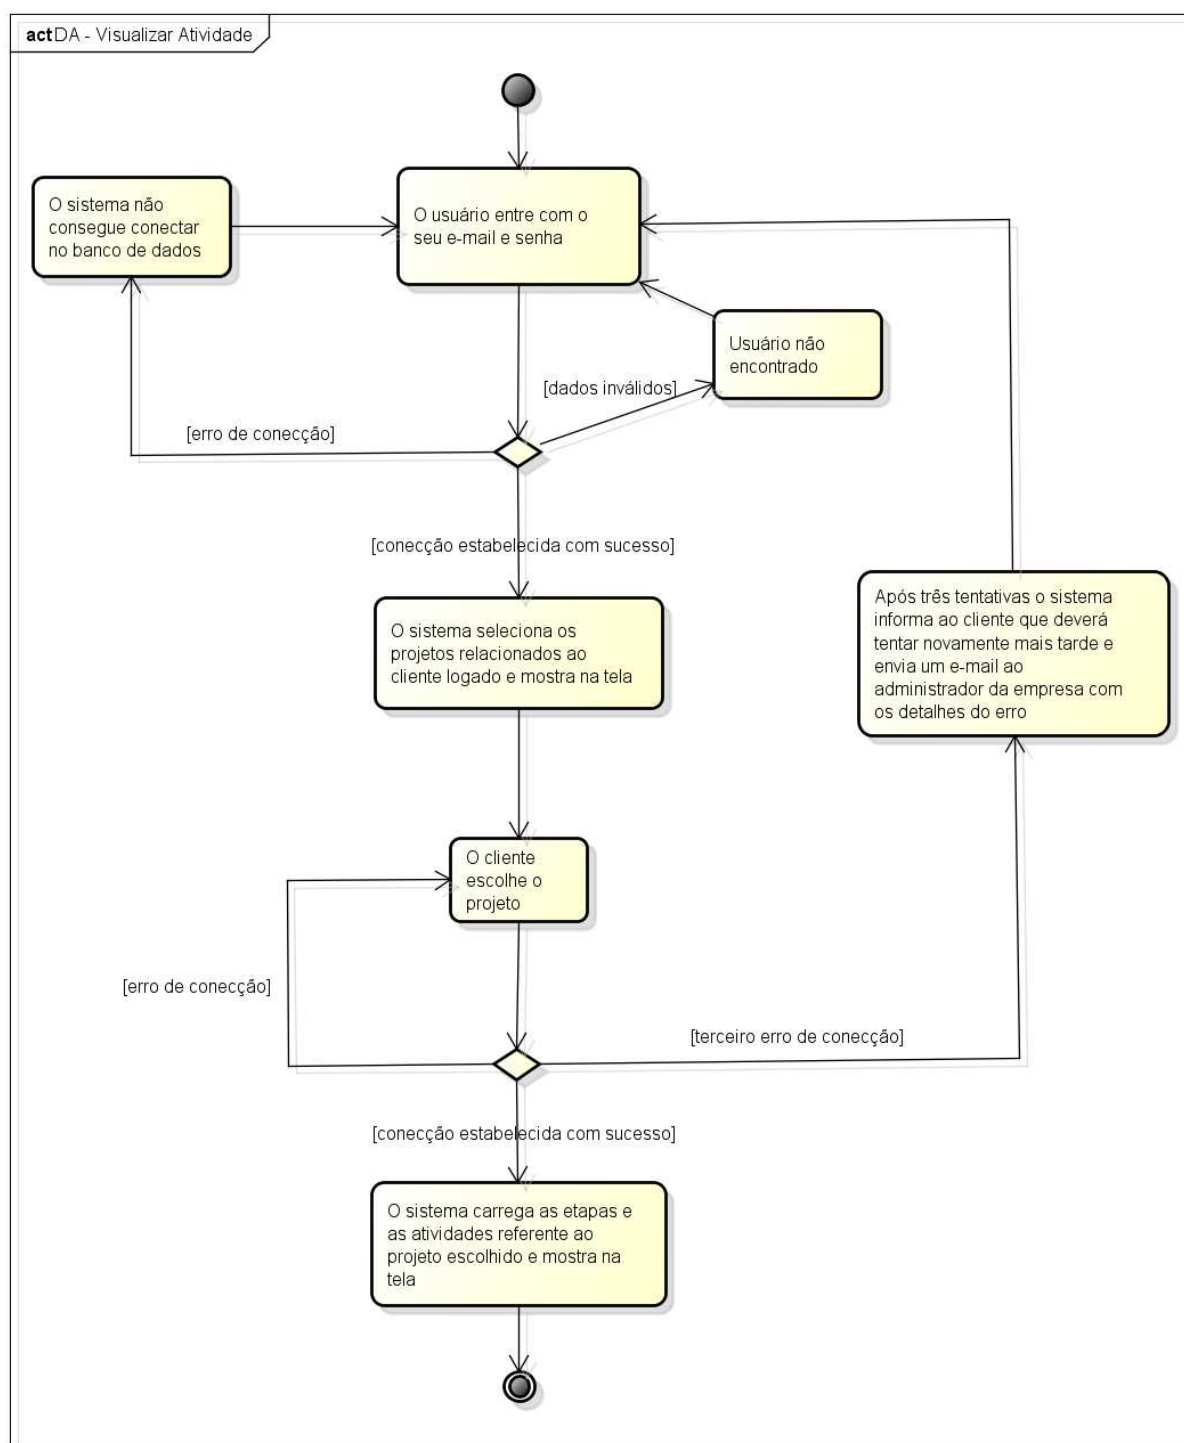 actDA - Visualizar Atividade
O sistema não
consegue conectar
no banco de dados
O usuário entre com o
seu e-mail e senha
Usuário não
encontrado
[dados inválidos]
[erro de conecção]
[conecção estabelecida com sucesso]
O sistema seleciona os
projetos relacionados ao
cliente logado e mostra na tela
Após três tentativas o sistema
informa ao cliente que deverá
tentar novamente mais tarde e
envia um e-mail ao
administrador da empresa com
os detalhes do erro
O cliente
escolhe o
projeto
[erro de conecção]
[terceiro erro de conecção]
[conecção estabelecida com sucesso]
O sistema carrega as etapas e
as atividades referente ao
projeto escolhido e mostra na
tela